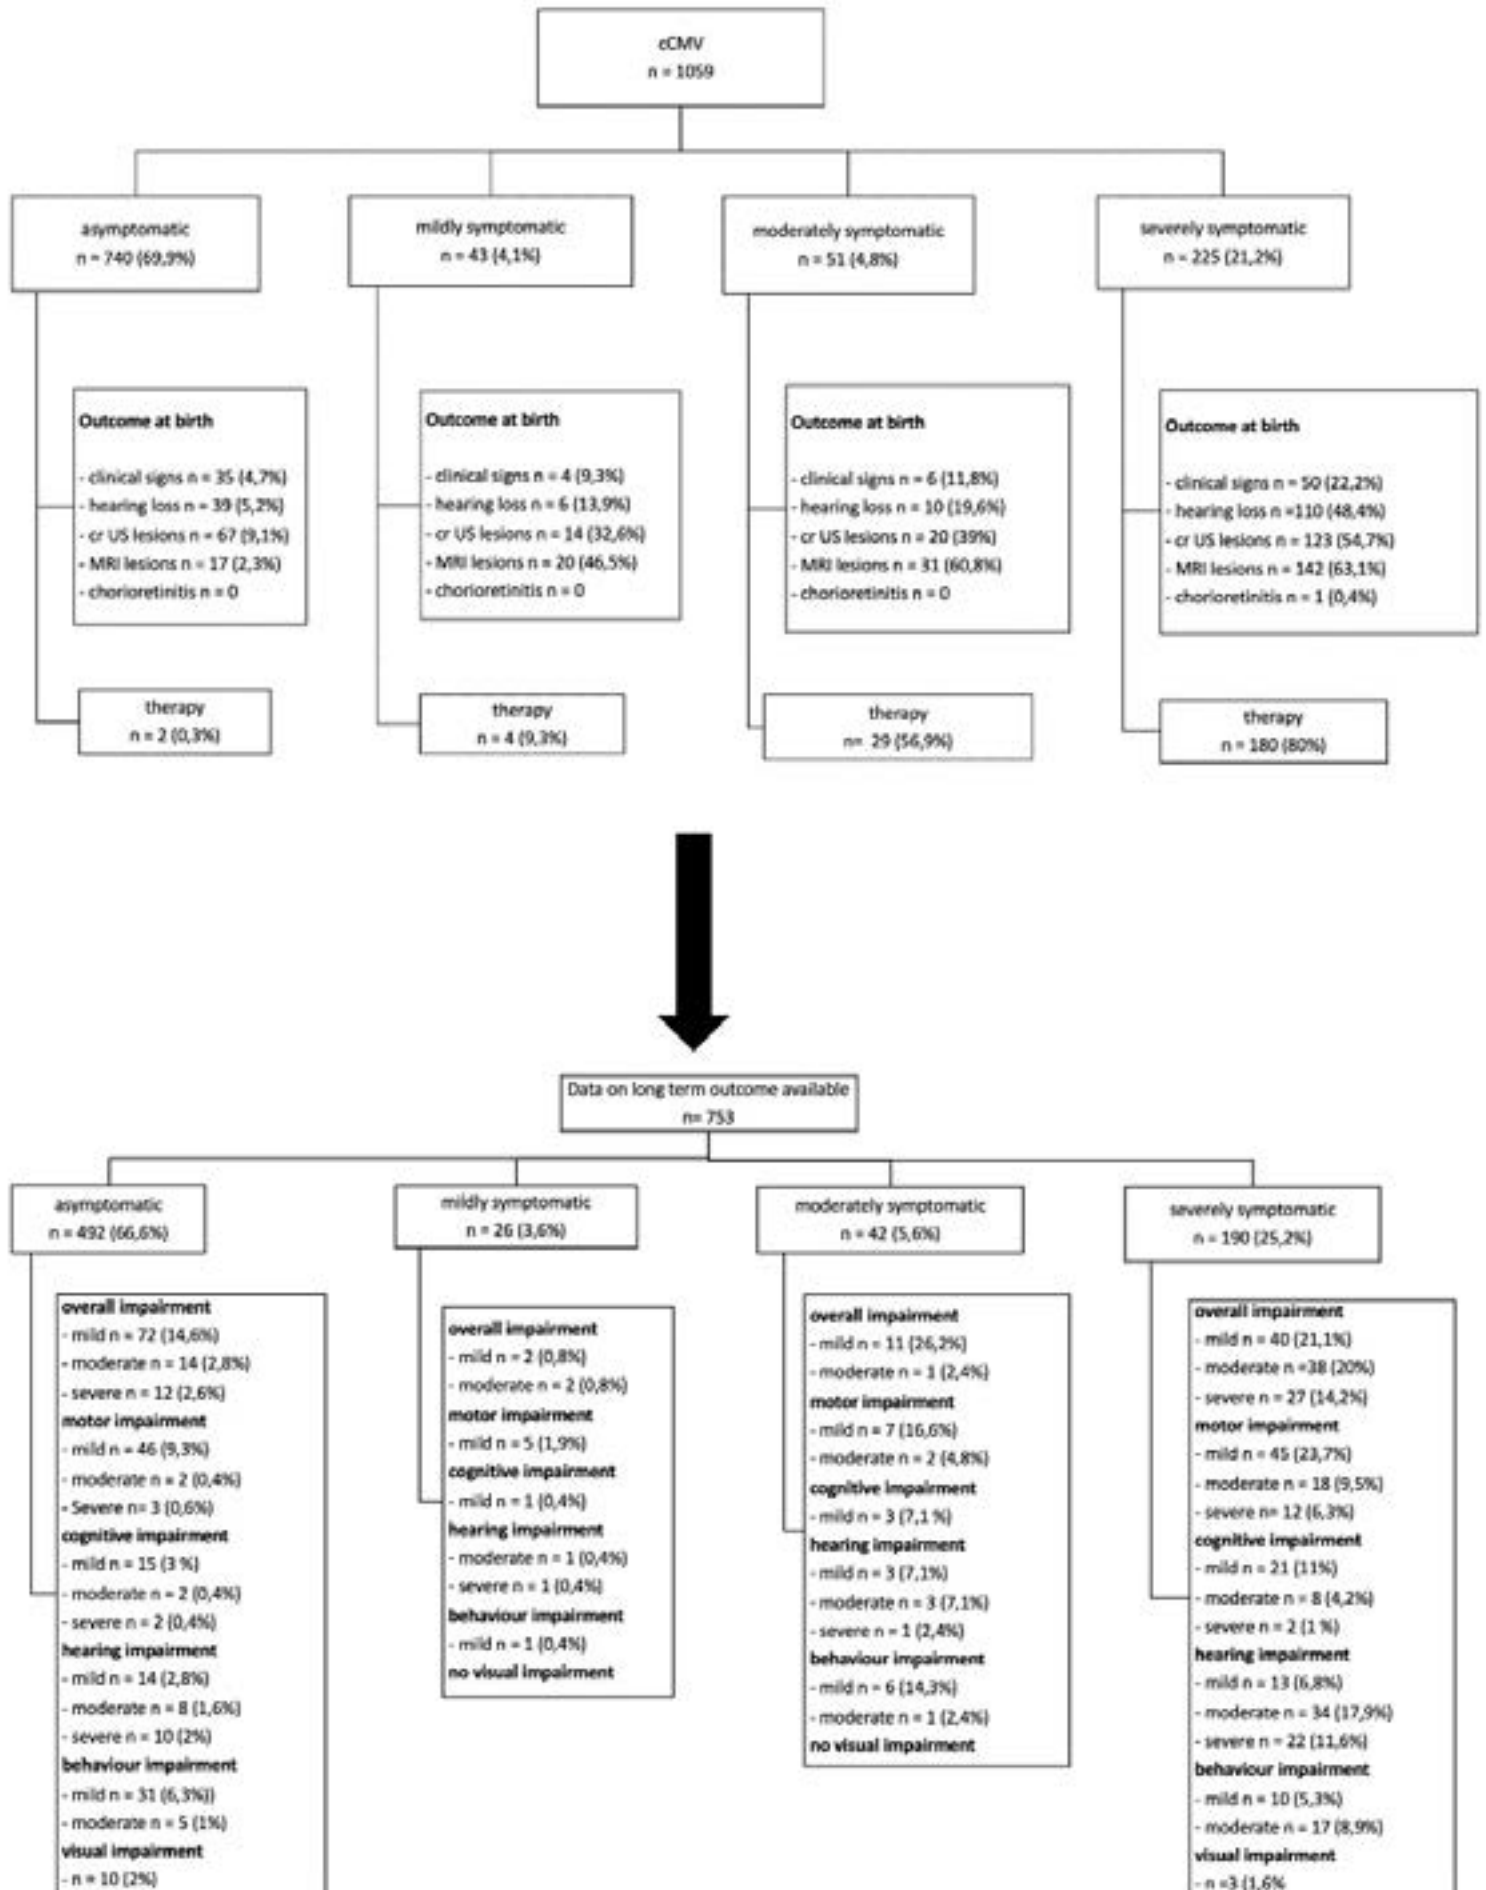 cCMV
n = 1059
asymptomatic
n = 740 (69,9%)
mildly symptomatic
n = 43 (4,1%)
moderately symptomatic
n = 51 (4,8%)
severely symptomatic
n = 225 (21,2%)
Outcome at birth
- clinical signs n = 35 (4,7%)
- hearing loss n = 39 (5,2%)
- cr US lesions n = 67 (9,1%)
- MRI lesions n = 17 (2,3%)
- chorioretinitis n = 0
Outcome at birth
- clinical signs n = 4 (9,3%)
- hearing loss n = 6 (13,9%)
- cr US lesions n = 14 (32,6%)
- MRI lesions n = 20 (46,5%)
- chorioretinitis n = 0
Outcome at birth
- clinical signs n = 6 (11,8%)
- hearing loss n = 10 (19,6%)
- cr US lesions n = 20 (39%)
- MRI lesions n = 31 (60,8%)
- chorioretinitis n = 0
Outcome at birth
- clinical signs n = 50 (22,2%)
- hearing loss n =110 (48,4%)
- cr US lesions n = 123 (54,7%)
- MRI lesions n = 142 (63,1%)
- chorioretinitis n = 1 (0,4%)
therapy
n = 2 (0,3%)
therapy
n = 4 (9,3%)
therapy
n= 29 (56,9%)
therapy
n = 180 (80%)
Data on long term outcome available
n= 753
asymptomatic
n = 492 (66,6%)
mildly symptomatic
n = 26 (3,6%)
moderately symptomatic
n = 42 (5,6%)
severely symptomatic
n = 190 (25,2%)
overall impairment
- mild n = 72 (14,6%)
- moderate n = 14 (2,8%)
- severe n = 12 (2,6%)
motor impairment
- mild n = 46 (9,3%)
- moderate n = 2 (0,4%)
- Severe n= 3 (0,6%)
cognitive impairment
- mild n = 15 (3 %)
- moderate n = 2 (0,4%)
- severe n = 2 (0,4%)
hearing impairment
- mild n = 14 (2,8%)
- moderate n = 8 (1,6%)
- severe n = 10 (2%)
behaviour impairment
- mild n = 31 (6,3%))
- moderate n = 5 (1%)
visual impairment
- n = 10 (2%)
overall impairment
- mild n = 2 (0,8%)
- moderate n = 2 (0,8%)
motor impairment
- mild n = 5 (1,9%)
cognitive impairment
- mild n = 1 (0,4%)
hearing impairment
- moderate n = 1 (0,4%)
- severe n = 1 (0,4%)
behaviour impairment
- mild n = 1 (0,4%)
no visual impairment
overall impairment
- mild n = 11 (26,2%)
- moderate n = 1 (2,4%)
motor impairment
- mild n = 7 (16,6%)
- moderate n = 2 (4,8%)
cognitive impairment
- mild n = 3 (7,1 %)
hearing impairment
- mild n = 3 (7,1%)
- moderate n = 3 (7,1%)
- severe n = 1 (2,4%)
behaviour impairment
- mild n = 6 (14,3%)
- moderate n = 1 (2,4%)
no visual impairment
overall impairment
- mild n = 40 (21,1%)
- moderate n =38 (20%)
- severe n = 27 (14,2%)
motor impairment
- mild n = 45 (23,7%)
- moderate n = 18 (9,5%)
- severe n= 12 (6,3%)
cognitive impairment
- mild n = 21 (11%)
- moderate n = 8 (4,2%)
- severe n = 2 (1 %)
hearing impairment
- mild n = 13 (6,8%)
- moderate n = 34 (17,9%)
- severe n = 22 (11,6%)
behaviour impairment
- mild n = 10 (5,3%)
- moderate n = 17 (8,9%)
visual impairment
- n =3 (1,6%